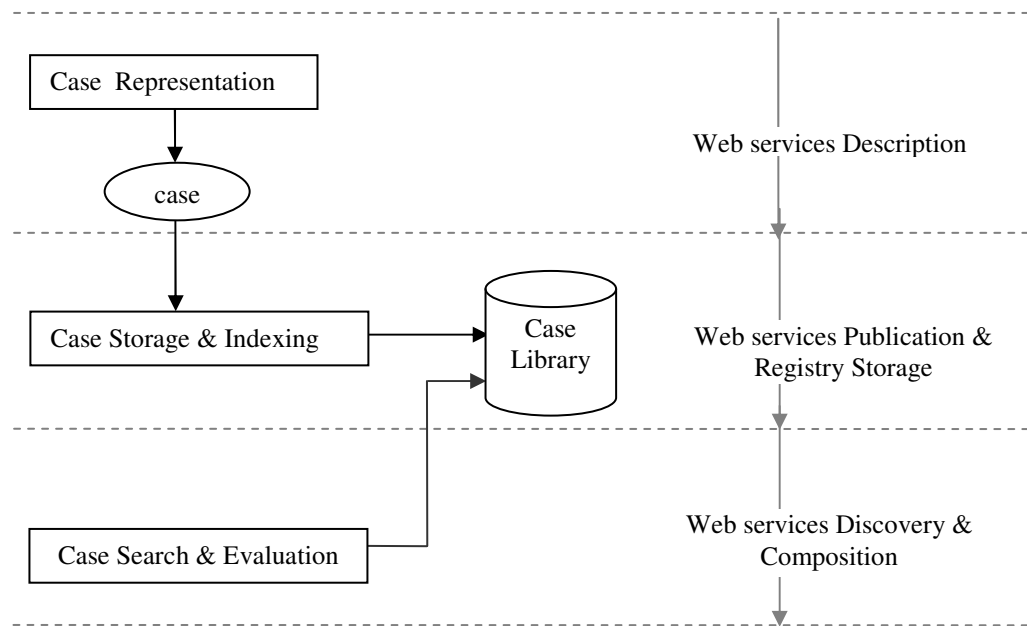 Case Representation
Web services Description
case
Case Storage & Indexing
Case
Library
Web services Publication &
Registry Storage
Case Search & Evaluation
Web services Discovery &
Composition